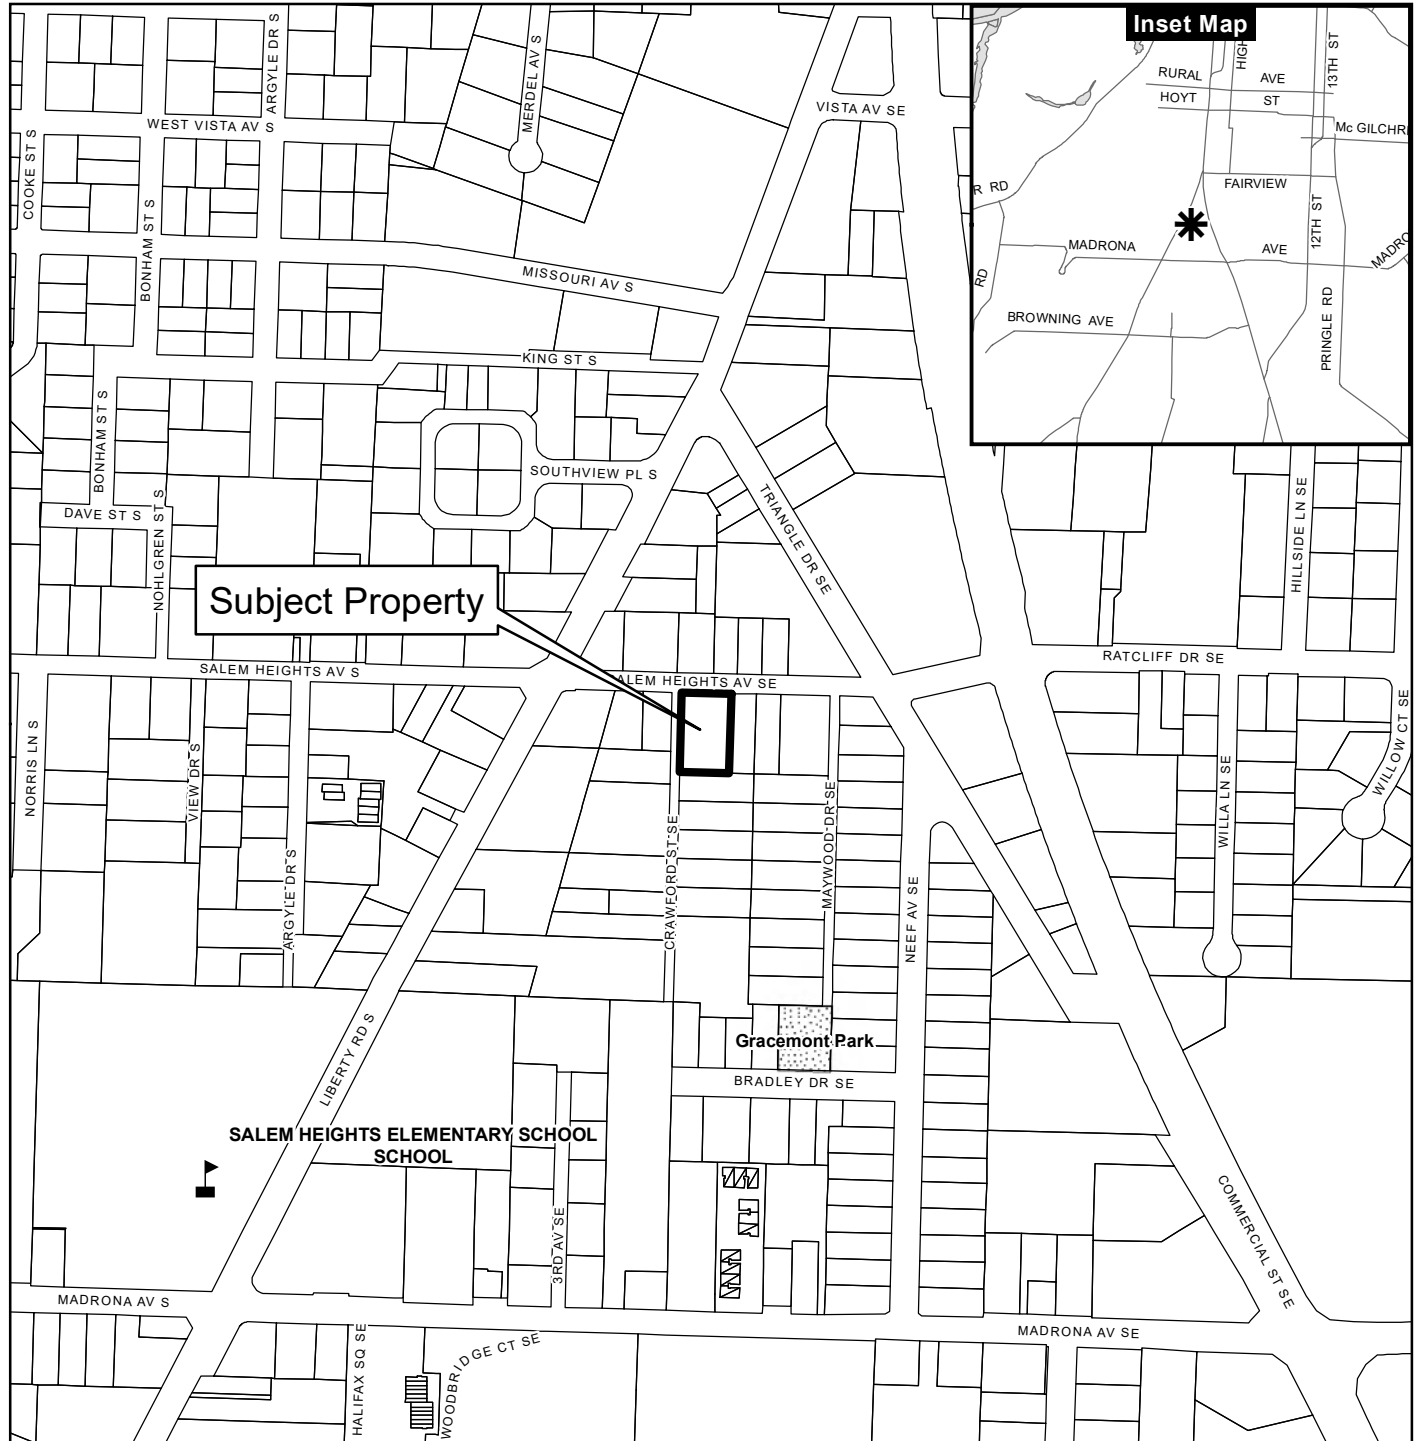 Inset Map
HIGH
13TH ST
RURAL AVE
HOYT ST
Mc GILCHRI
R RD
FAIRVIEW
12TH ST
MADRONA AVE
MADRO
RD
BROWNING AVE
PRINGLE RD
ARGYLE DR S
MERDEL AV S
VISTA AV SE
WEST VISTA AV S
COOKE ST S
BONHAM ST S
MISSOURI AV S
KING ST S
BONHAM ST S
SOUTHVIEW PL S
DAVE ST S
NOHLGREN ST S
TRIANGLE DR SE
HILLSIDE LN SE
Subject Property
SALEM HEIGHTS AV S
ALEM HEIGHTS AV SE
RATCLIFF DR SE
NORRIS LN S
VIEW DR S
WILLOW CT SE
WILLA LN SE
CRAWFORD ST SE
MAYWOOD DR SE
ARGYLE DR S
NEEF AV SE
LIBERTY RD S
Gracemont Park
BRADLEY DR SE
SALEM HEIGHTS ELEMENTARY SCHOOL
SCHOOL
3RD AV SE
COMMERCIAL ST SE
MADRONA AV S
MADRONA AV SE
HALIFAX SQ SE
WOODBRIDGE CT SE